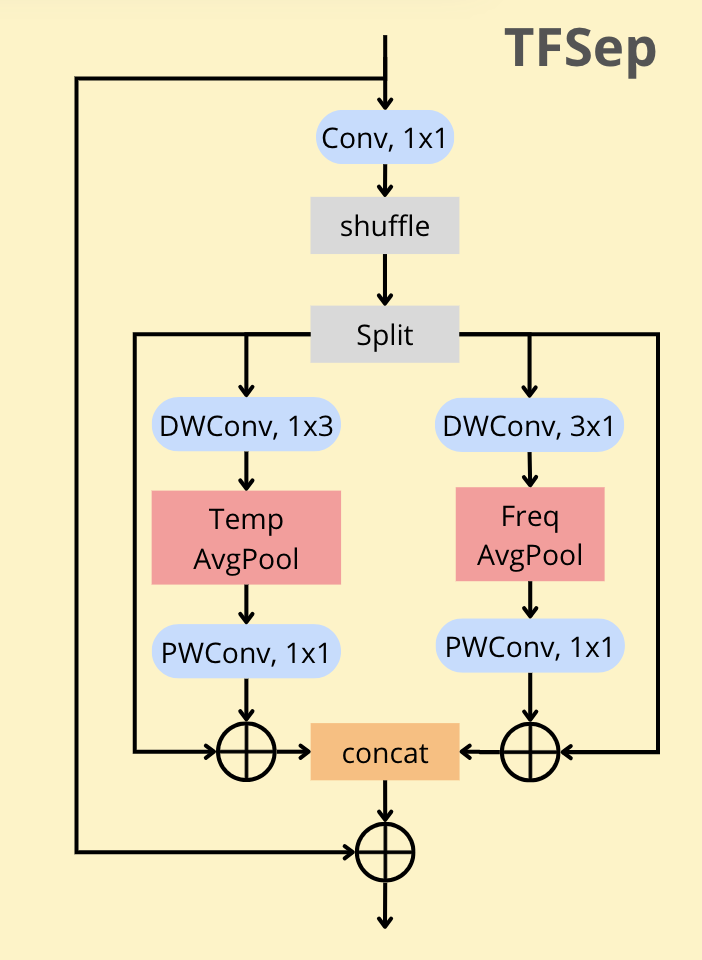 TFSep
Conv, 1x1
shuffle
Split
DWConv, 1x3
DWConv, 3x1
Temp
AvgPool
Freq
AvgPool
PWConv, 1x1
PWConv, 1x1
concat